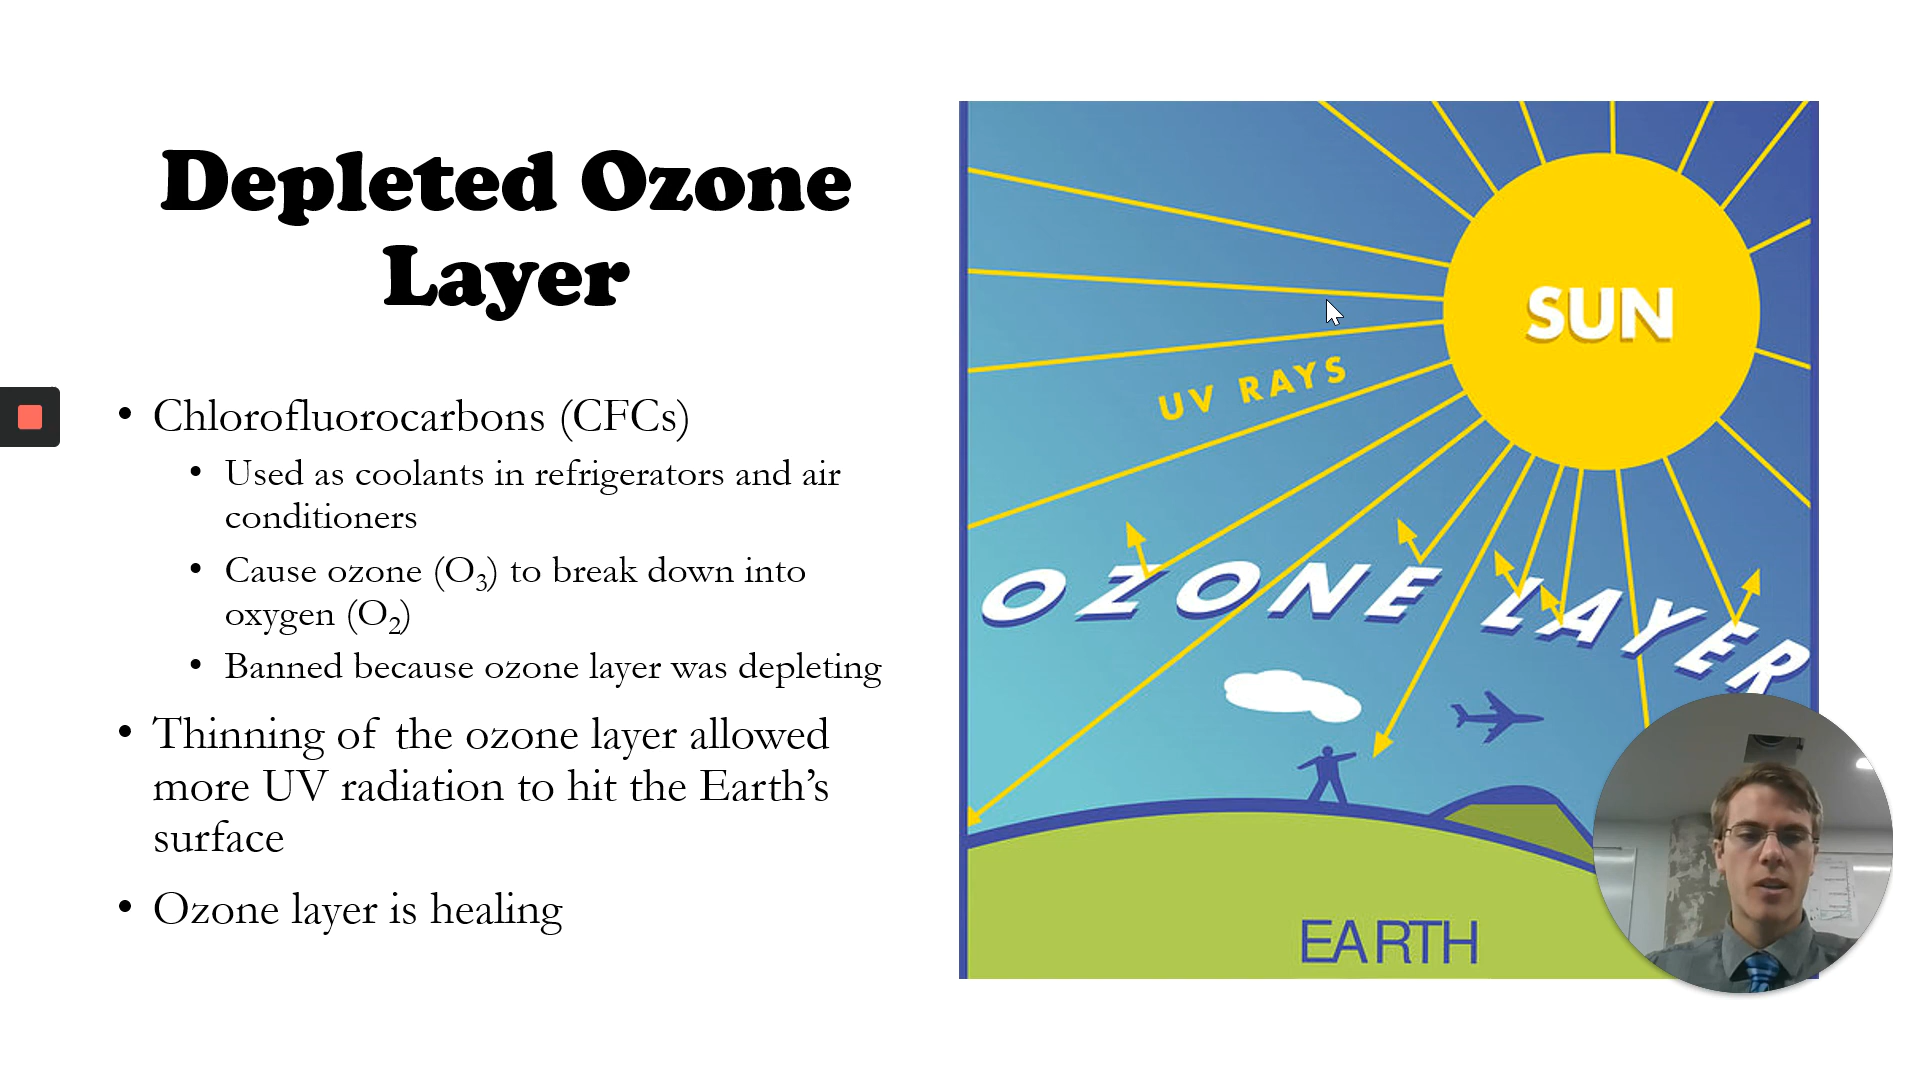 Depleted Ozone
Layer
• Chlorofluorocarbons (CFCs)
• Used as coolants in refrigerators and air
conditioners
• Cause ozone (O₃) to break down into
oxygen (O₂)
• Banned because ozone layer was depleting
• Thinning of the ozone layer allowed
more UV radiation to hit the Earth’s
surface
• Ozone layer is healing
SUN
UV RAYS
OZONE LAYER
EARTH